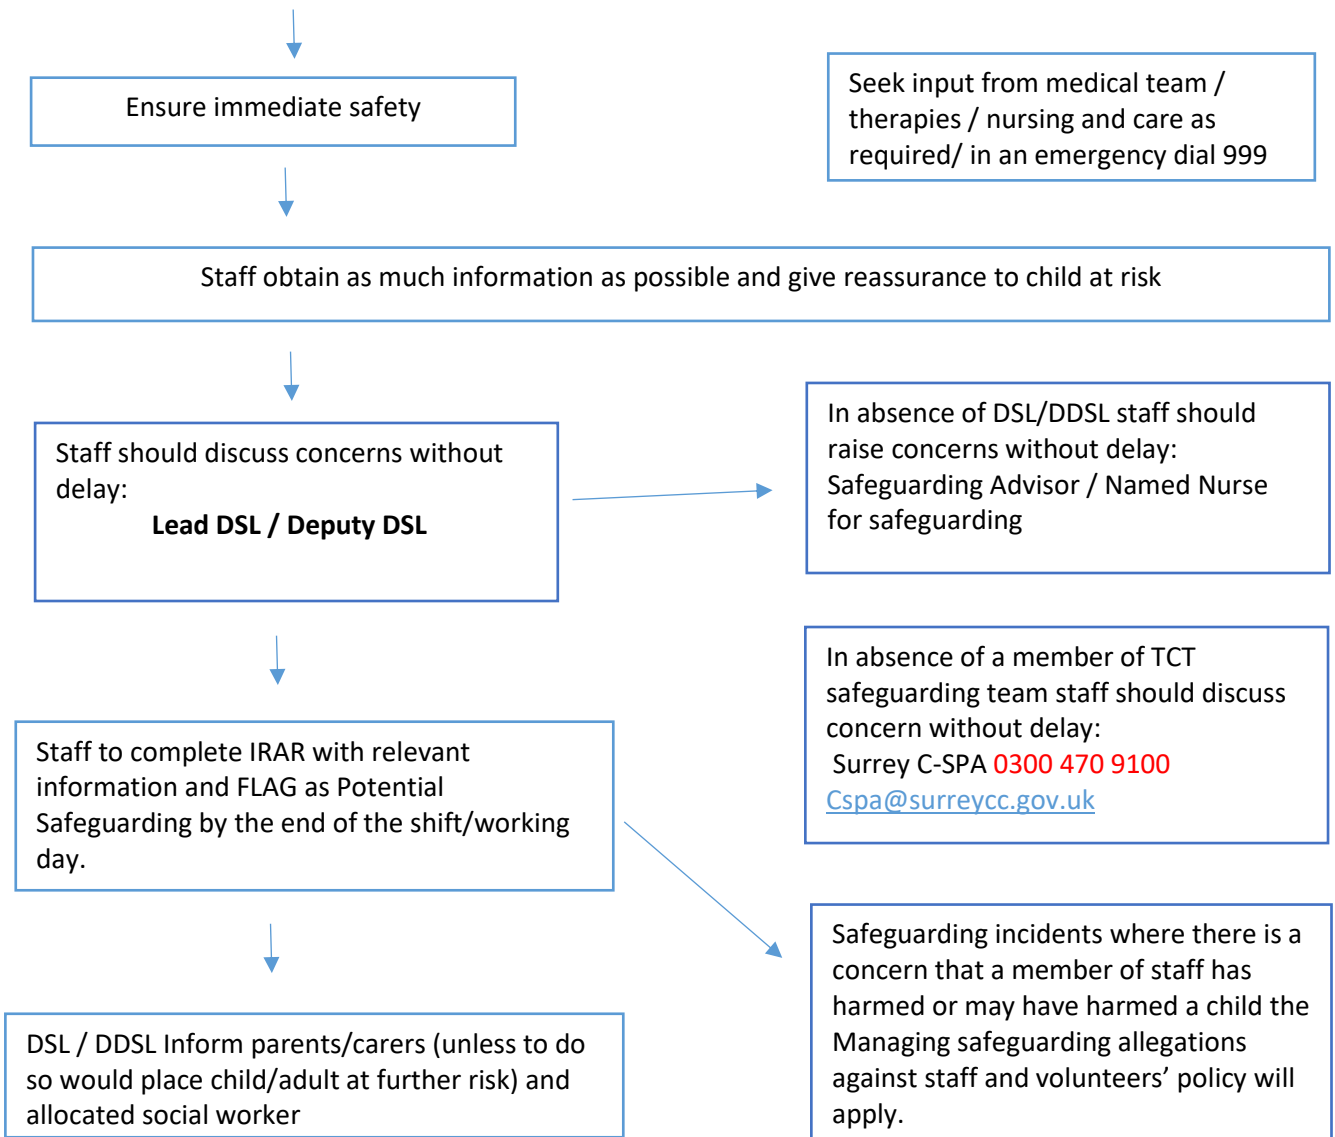 Ensure immediate safety
Seek input from medical team /
therapies / nursing and care as
required/ in an emergency dial 999
Staff obtain as much information as possible and give reassurance to child at risk
Staff should discuss concerns without
delay:
Lead DSL / Deputy DSL
In absence of DSL/DDSL staff should
raise concerns without delay:
Safeguarding Advisor / Named Nurse
for safeguarding
In absence of a member of TCT
safeguarding team staff should discuss
concern without delay:
Surrey C-SPA 0300 470 9100
Cspa@surreycc.gov.uk
Staff to complete IRAR with relevant
information and FLAG as Potential
Safeguarding by the end of the shift/working
day.
Safeguarding incidents where there is a
concern that a member of staff has
harmed or may have harmed a child the
Managing safeguarding allegations
against staff and volunteers’ policy will
apply.
DSL / DDSL Inform parents/carers (unless to do
so would place child/adult at further risk) and
allocated social worker